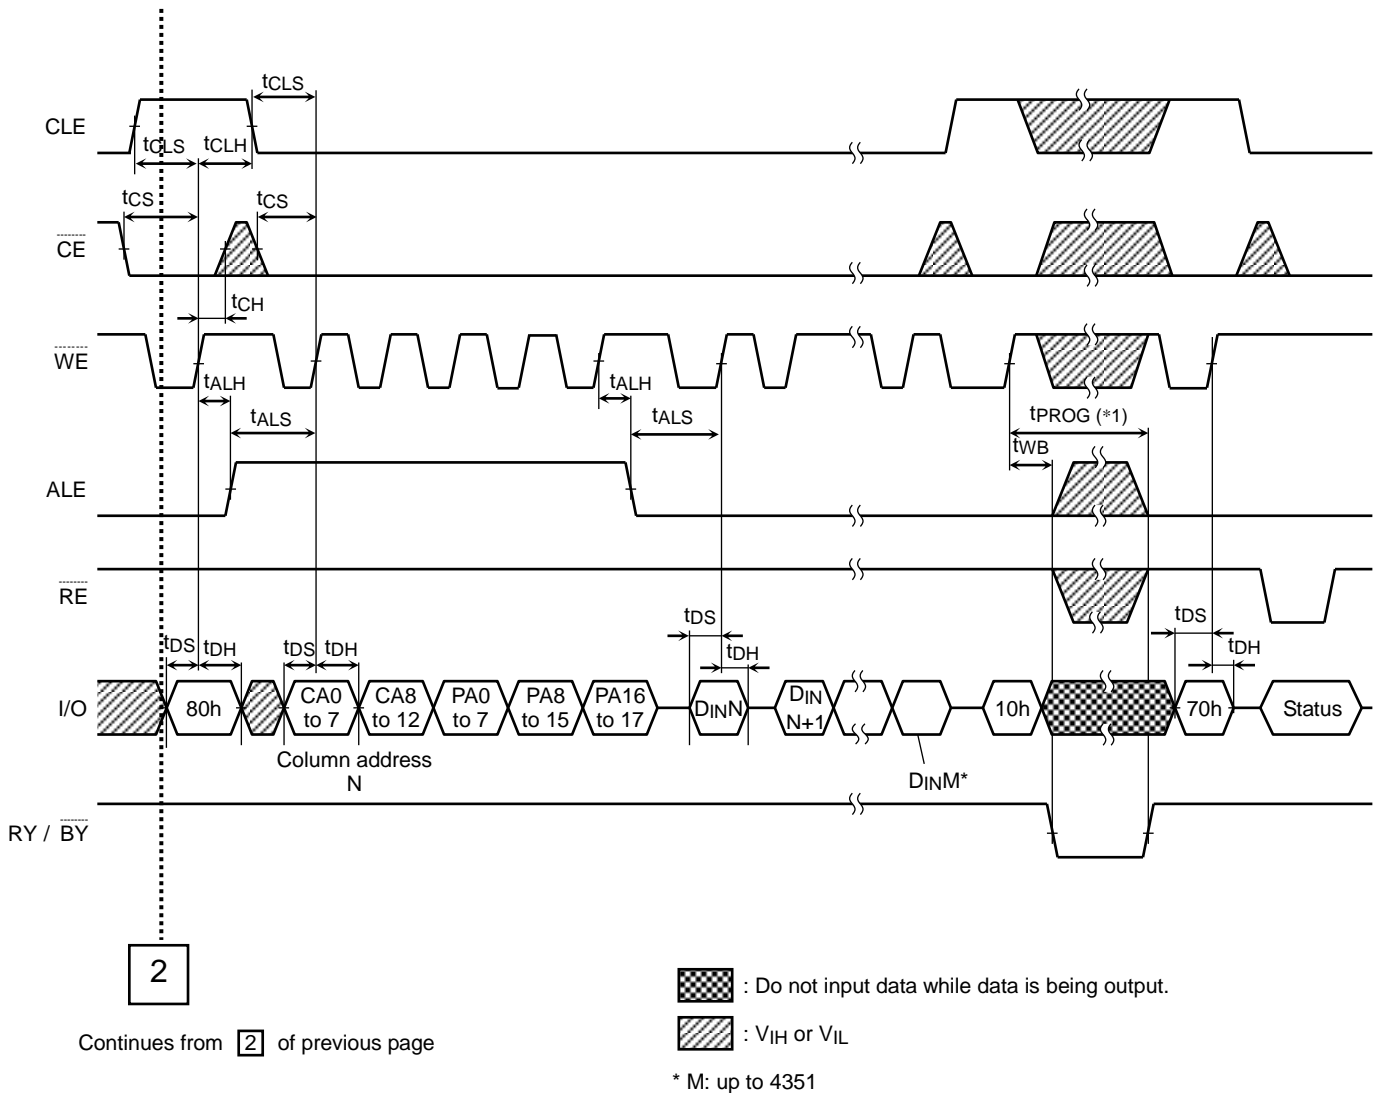 tCLS
CLE
tCLS
tCLH
tCS
tCS
CE
tCH
WE
tALH
tALH
tALS
tALS
tPROG (*1)
tWB
ALE
RE
tDS
tDH
tDS
tDH
tDS
tDH
tDS
tDH
I/O
80h
CA0 to 7
CA8 to 12
PA0 to 7
PA8 to 15
PA16 to 17
DINN
DIN N+1
10h
70h
Status
Column address
N
DINM*
RY / BY
2
: Do not input data while data is being output.
Continues from 2 of previous page
: VIH or VIL
* M: up to 4351